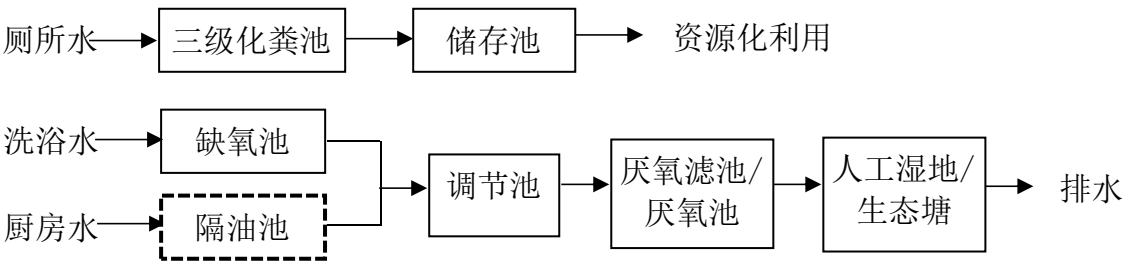 厕所水
三级化粪池
储存池
资源化利用
洗浴水
缺氧池
厨房水
隔油池
调节池
厌氧滤池/
厌氧池
人工湿地/
生态塘
排水